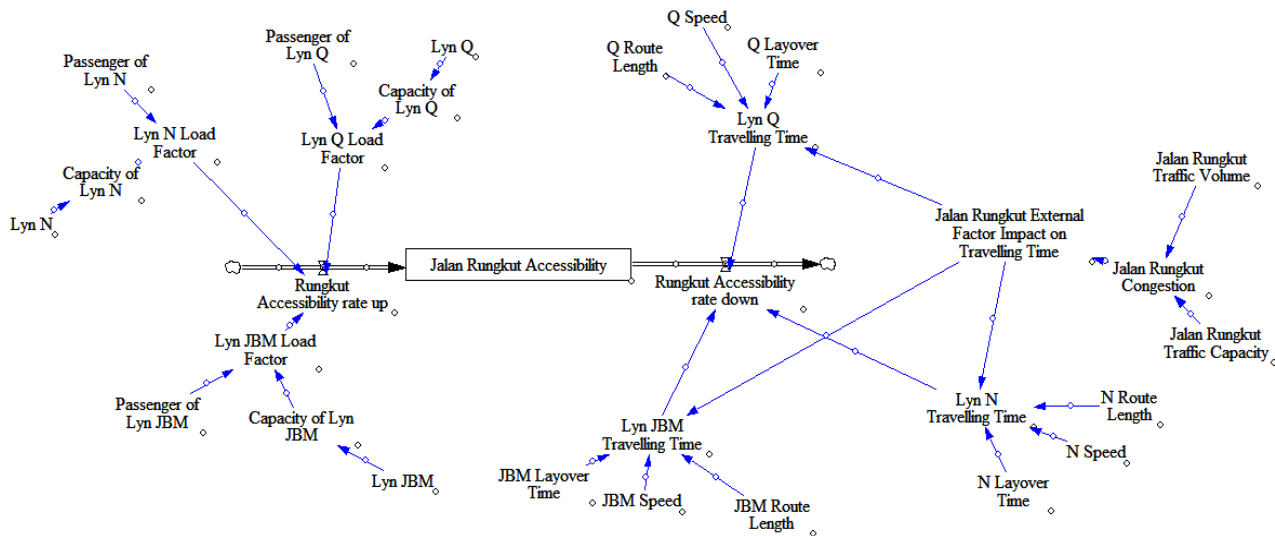 Q Speed
Passenger of
Lyn Q
Lyn Q
Q Route
Length
Q Layover
Time
Passenger of
Lyn N
Capacity of
Lyn Q
Lyn Q
Travelling Time
Lyn N Load
Factor
Lyn Q Load
Factor
Jalan Rungkut
Traffic Volume
Capacity of
Lyn N
Lyn N
Jalan Rungkut External
Factor Impact on
Travelling Time
Jalan Rungkut Accessibility
Jalan Rungkut
Congestion
Rungkut
Accessibility rate up
Rungkut Accessibility
rate down
Jalan Rungkut
Traffic Capacity
Lyn JBM Load
Factor
Passenger of
Lyn JBM
Capacity of Lyn
JBM
Lyn JBM
Lyn JBM
Travelling Time
Lyn N
Travelling Time
N Route
Length
N Speed
N Layover
Time
JBM Layover
Time
JBM Speed
JBM Route
Length